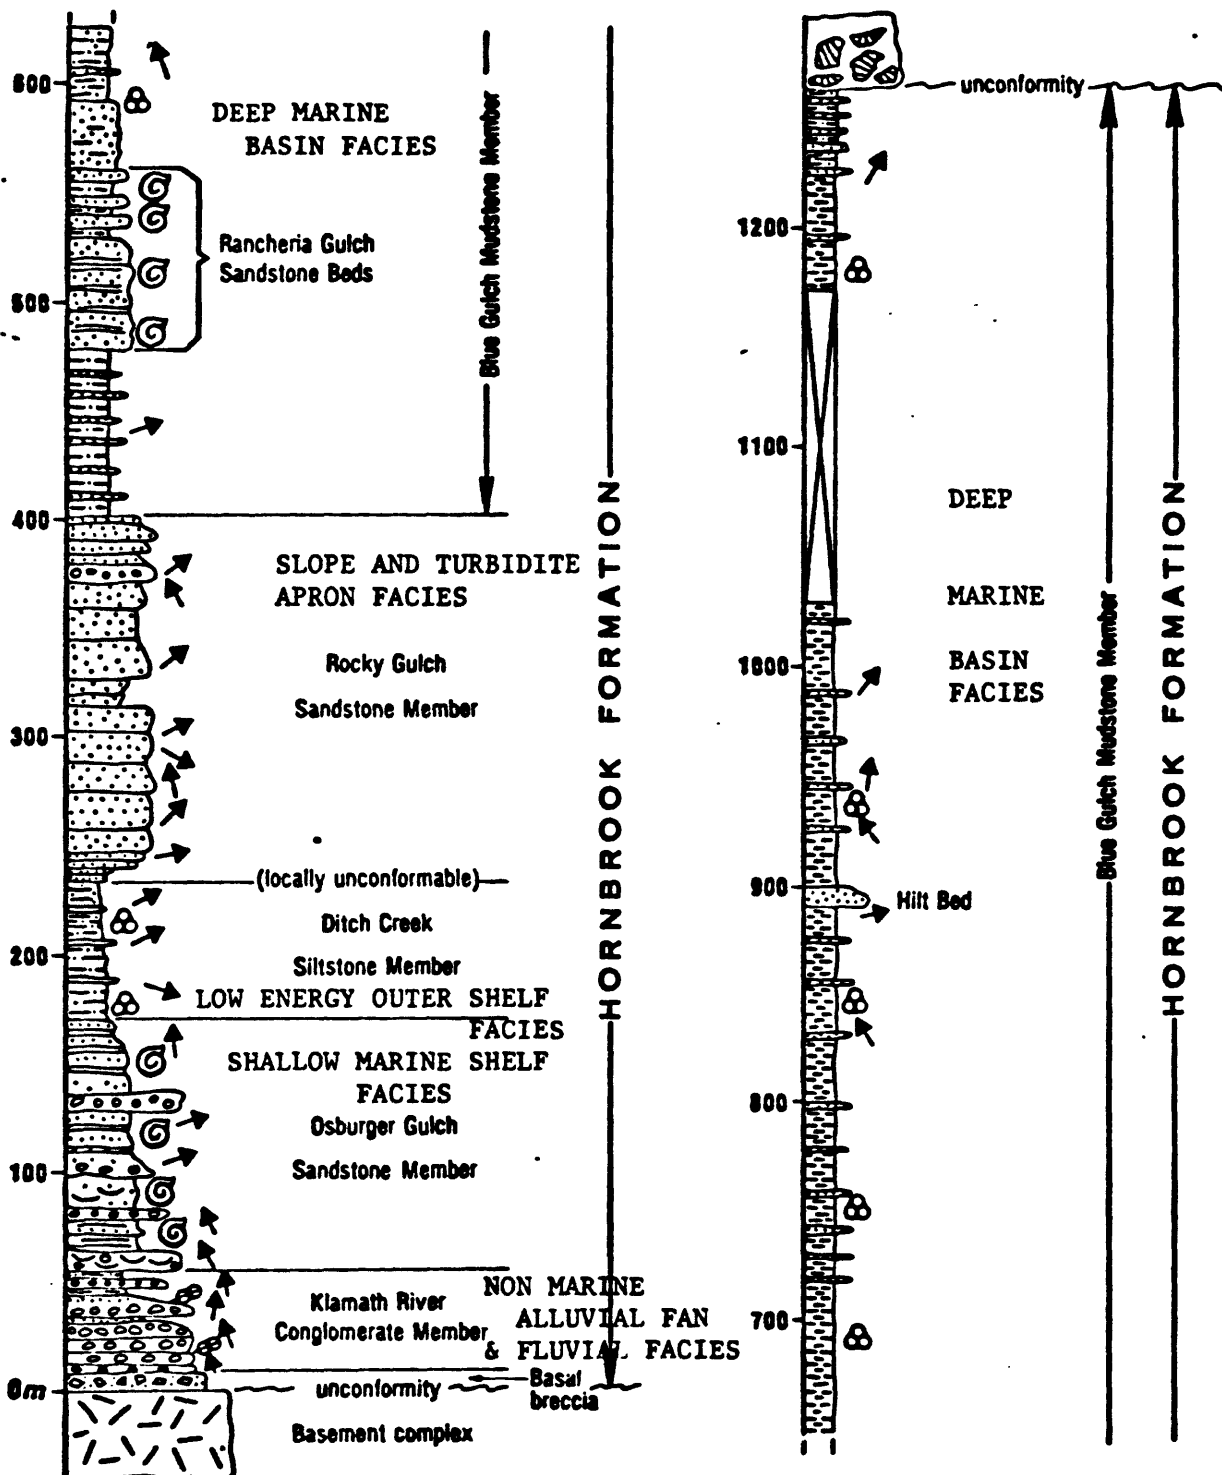 600
DEEP MARINE
BASIN FACIES
Rancheria Gulch
Sandstone Beds
500
Blue Gulch Mudstone Member
400
SLOPE AND TURBIDITE
APRON FACIES
Rocky Gulch
Sandstone Member
300
(locally unconformable)
Ditch Creek
Siltstone Member
200
LOW ENERGY OUTER SHELF
FACIES
SHALLOW MARINE SHELF
FACIES
Osburger Gulch
Sandstone Member
100
NON MARINE
ALLUVIAL FAN
& FLUVIAL FACIES
Klamath River
Conglomerate Member
Basal
breccia
0m
unconformity
Basement complex
HORNBROOK FORMATION
unconformity
1200
1100
DEEP
MARINE
BASIN
FACIES
1000
900
Hilt Bed
800
700
Blue Gulch Mudstone Member
HORNBROOK FORMATION